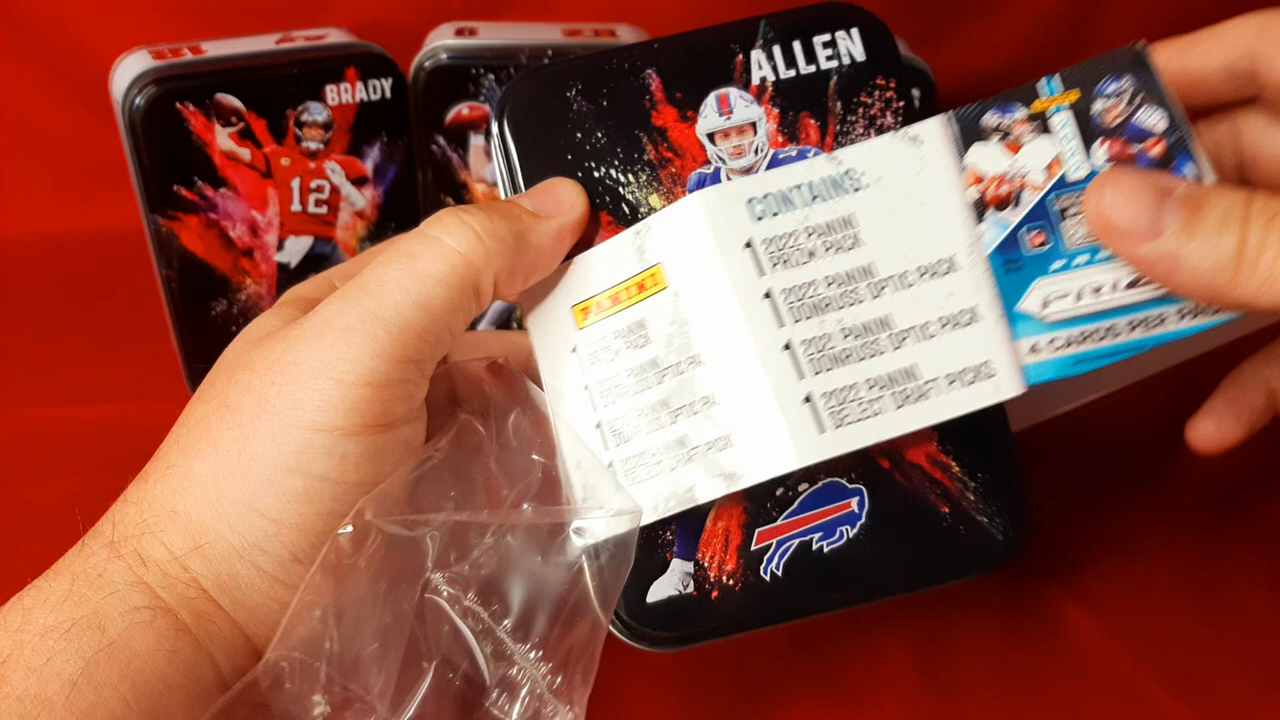 BRADY
12
ALLEN
PANINI
CONTAINS:
1 2022 PANINI
PRIZM PACK
1 2022 PANINI
DONRUSS OPTIC PACK
1 2021 PANINI
DONRUSS OPTIC PACK
1 2022 PANINI
SELECT DRAFT PICKS
4 CARDS PER PACK